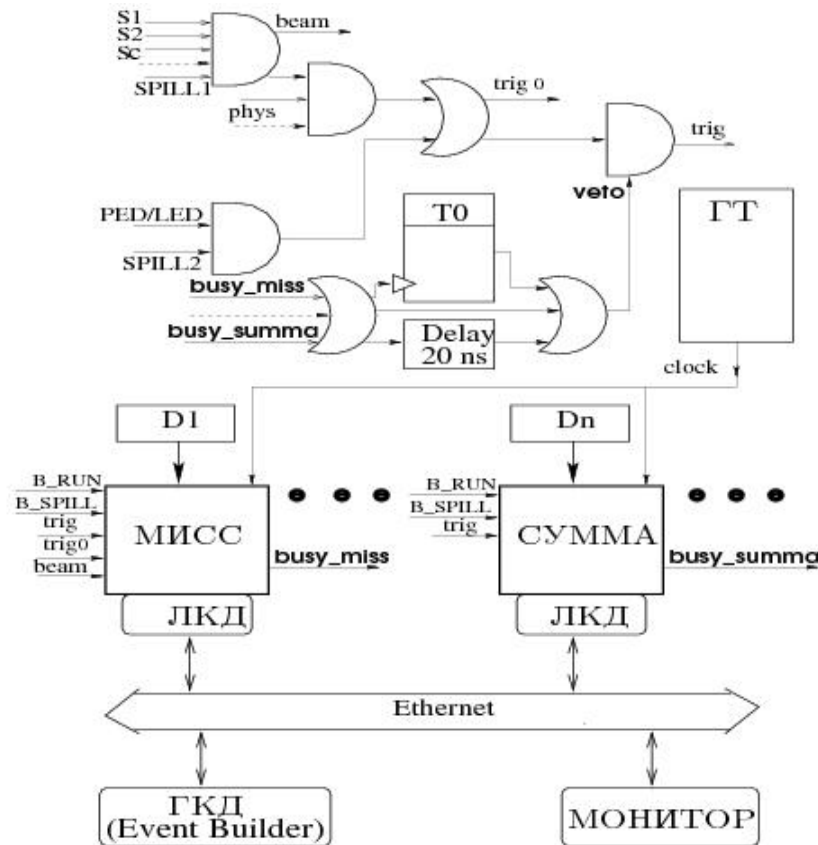 S1
beam
S2
Sc
SPILL1
trig 0
phys
trig
veto
PED/LED
T0
ГТ
SPILL2
busy_miss
busy_summa
Delay
20 ns
clock
D1
Dn
B_RUN
B_SPILL
trig
trig0
beam
МИСС
busy_miss
B_RUN
B_SPILL
trig
СУММА
busy_summa
ЛКД
ЛКД
Ethernet
ГКД
(Event Builder)
МОНИТОР